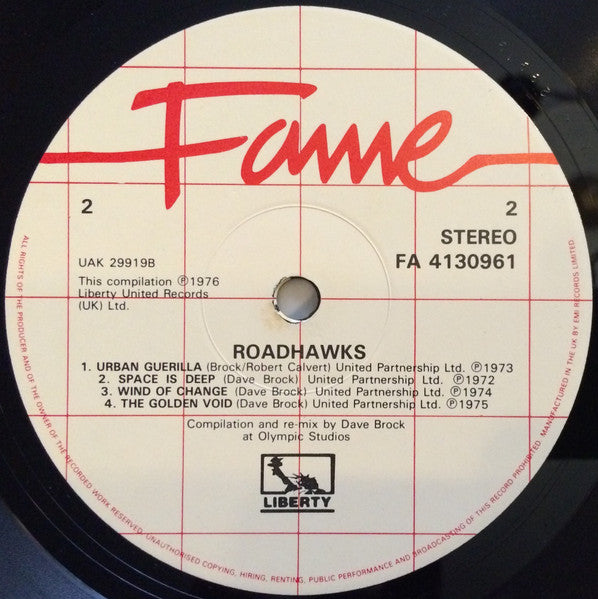 Fame
2
2
STEREO
UAK 29919B
FA 4130961
This compilation ℗1976
Liberty United Records
(UK) Ltd.
ROADHAWKS
1. URBAN GUERILLA (Brock/Robert Calvert) United Partnership Ltd. ℗1973
2. SPACE IS DEEP (Dave Brock) United Partnership Ltd. ℗1972
3. WIND OF CHANGE (Dave Brock) United Partnership Ltd. ℗1974
4. THE GOLDEN VOID (Dave Brock) United Partnership Ltd. ℗1975
Compilation and re-mix by Dave Brock
at Olympic Studios
LIBERTY
ALL RIGHTS OF THE PRODUCER AND OF THE OWNER OF THE RECORDED WORK RESERVED. UNAUTHORISED COPYING, HIRING, RENTING, PUBLIC PERFORMANCE AND BROADCASTING OF THIS RECORD PROHIBITED. MANUFACTURED IN THE UK BY EMI RECORDS LIMITED.